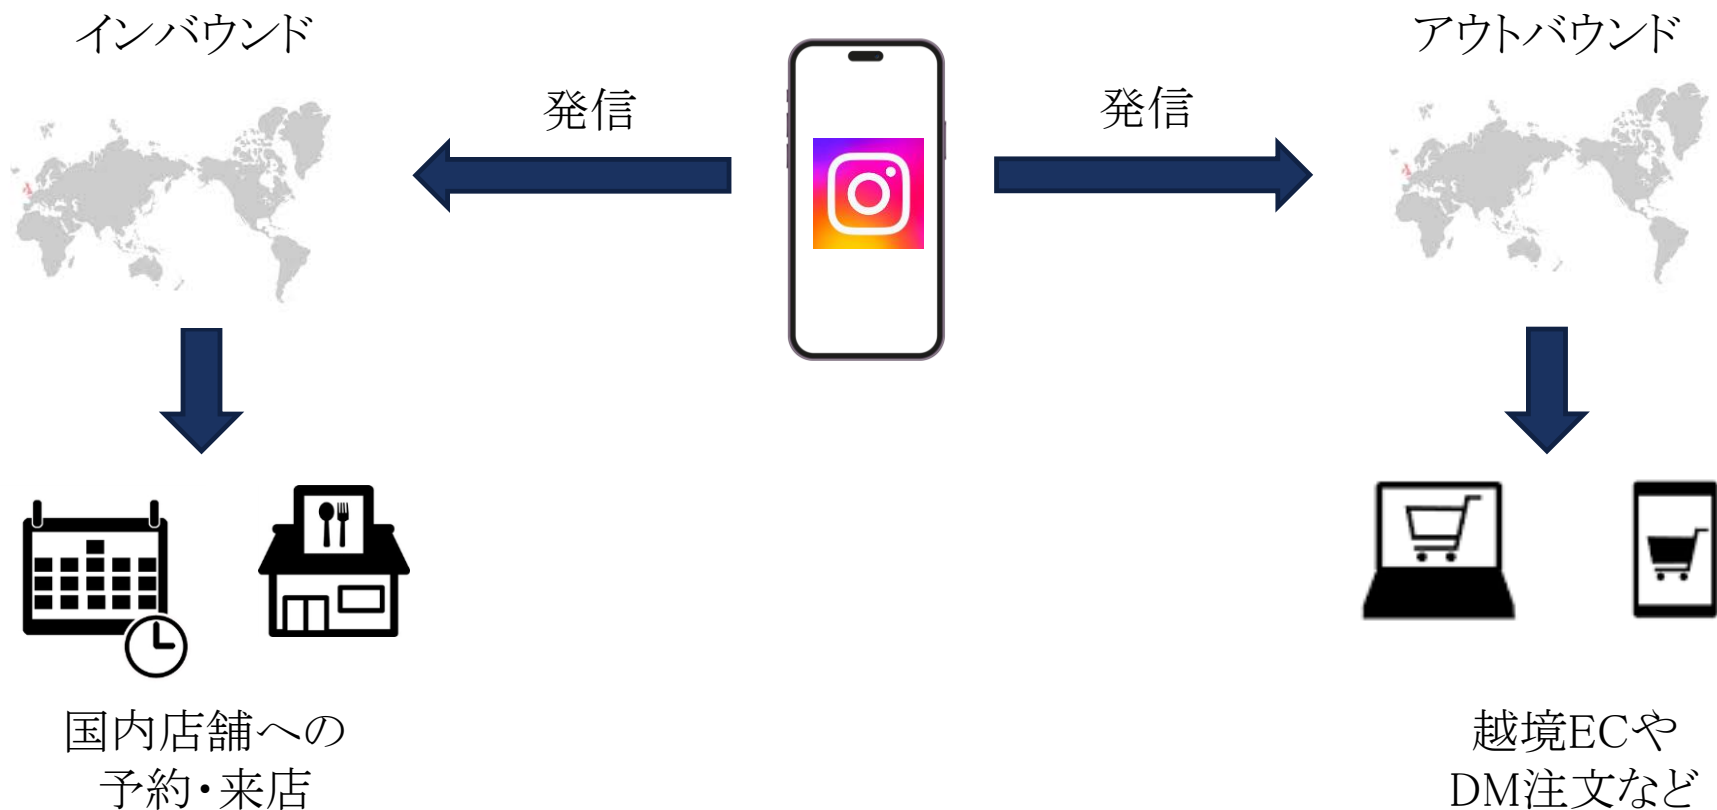 インバウンド
アウトバウンド
発信
発信
国内店舗への
予約・来店
越境ECや
DM注文など